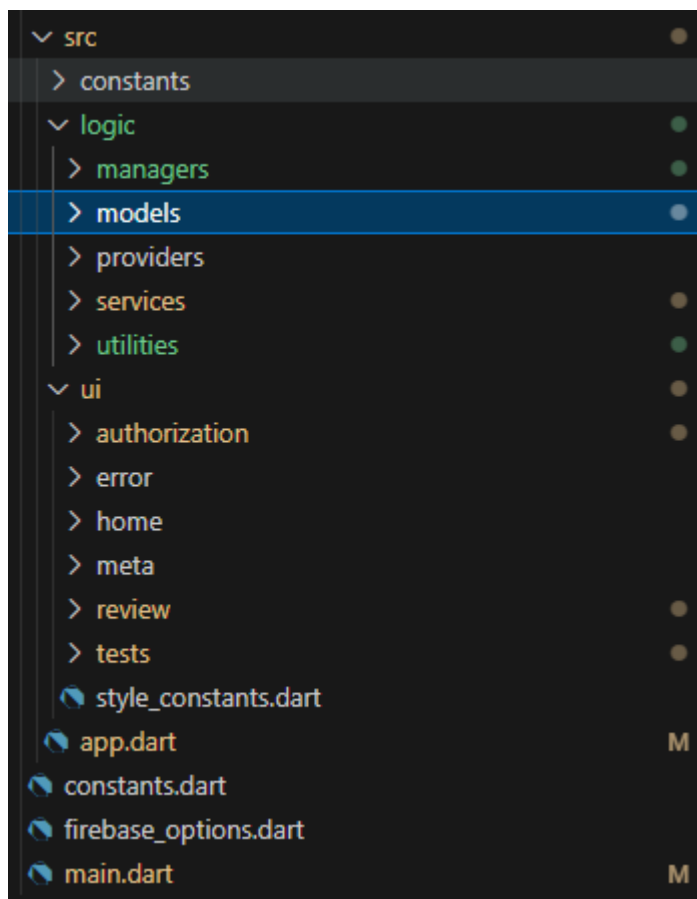 src
constants
logic
managers
models
providers
services
utilities
ui
authorization
error
home
meta
review
tests
style_constants.dart
app.dart M
constants.dart
firebase_options.dart
main.dart M